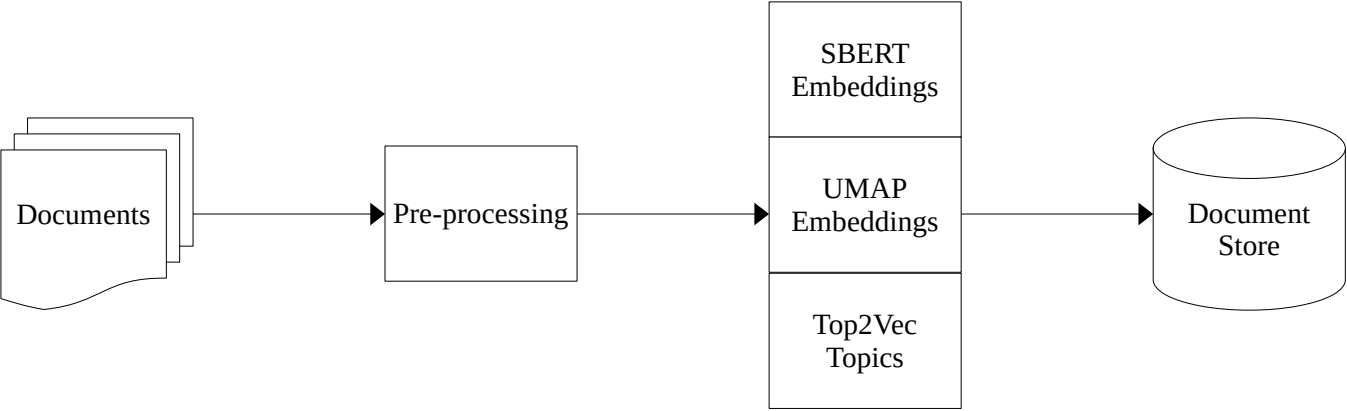 Documents
Pre-processing
SBERT
Embeddings
UMAP
Embeddings
Top2Vec
Topics
Document
Store